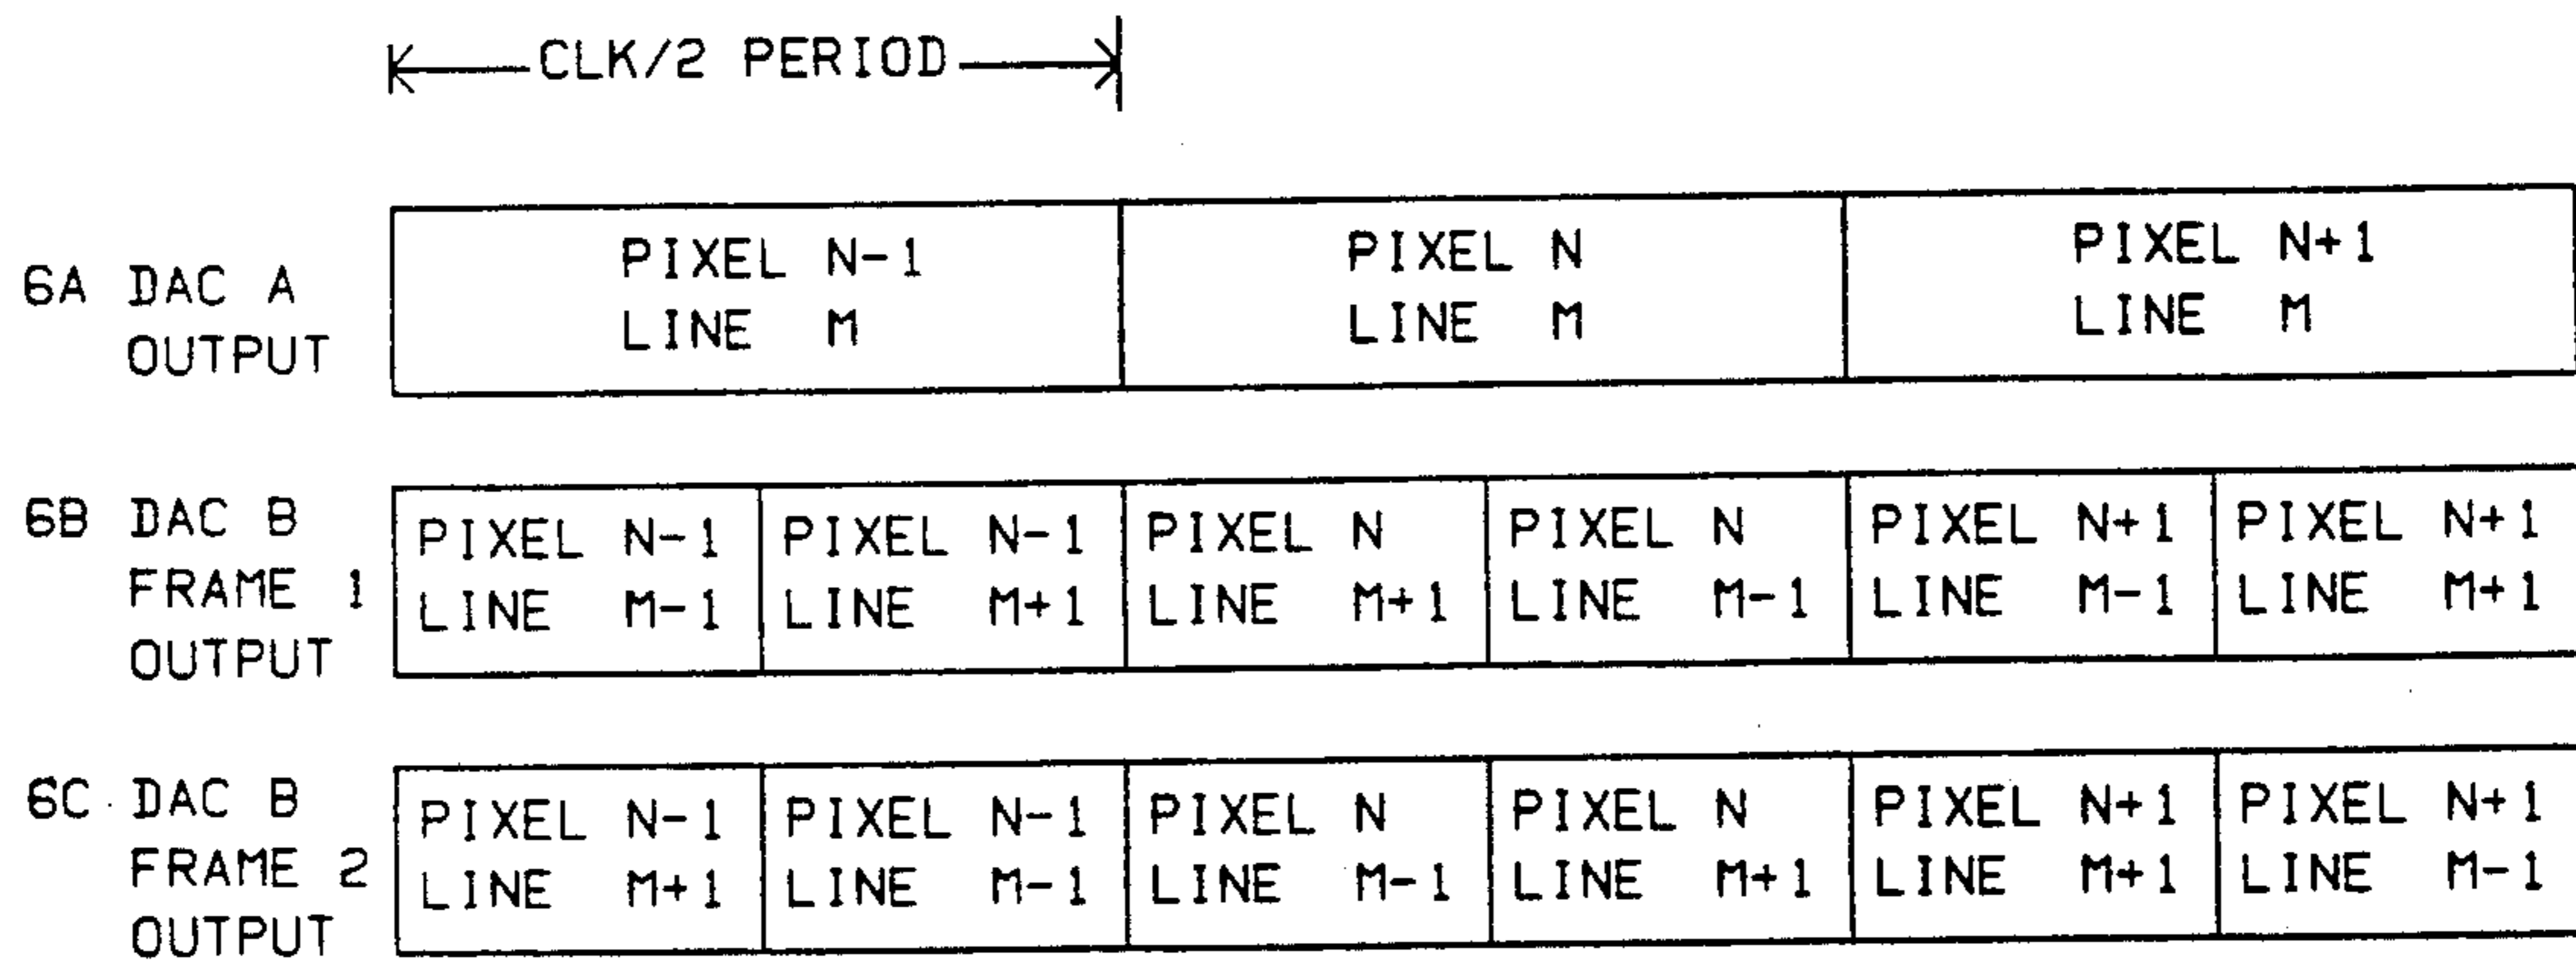 CLK/2 PERIOD
6A DAC A
OUTPUT
PIXEL N-1
LINE M
PIXEL N
LINE M
PIXEL N+1
LINE M
6B DAC B
FRAME 1
OUTPUT
PIXEL N-1
LINE M-1
PIXEL N-1
LINE M+1
PIXEL N
LINE M+1
PIXEL N
LINE M-1
PIXEL N+1
LINE M-1
PIXEL N+1
LINE M+1
6C DAC B
FRAME 2
OUTPUT
PIXEL N-1
LINE M+1
PIXEL N-1
LINE M-1
PIXEL N
LINE M-1
PIXEL N
LINE M+1
PIXEL N+1
LINE M+1
PIXEL N+1
LINE M-1